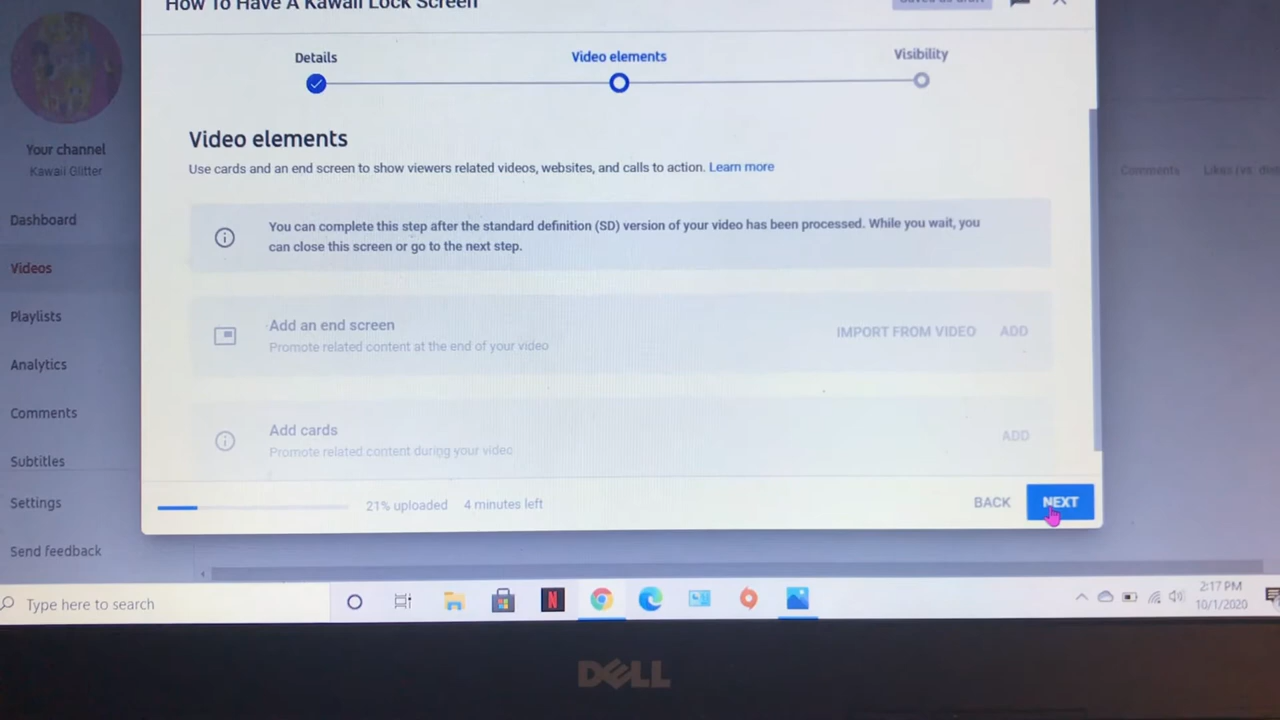 How To Have A Kawaii Lock Screen
Saved as draft
Details
Video elements
Visibility
Video elements
Use cards and an end screen to show viewers related videos, websites, and calls to action. Learn more
You can complete this step after the standard definition (SD) version of your video has been processed. While you wait, you
can close this screen or go to the next step.
Add an end screen
Promote related content at the end of your video
IMPORT FROM VIDEO
ADD
Add cards
Promote related content during your video
ADD
21% uploaded
4 minutes left
BACK
NEXT
Your channel
Kawaii Glitter
Dashboard
Videos
Playlists
Analytics
Comments
Subtitles
Settings
Send feedback
Comments
Likes (vs.
Type here to search
N
2:17 PM
10/1/2020
DELL